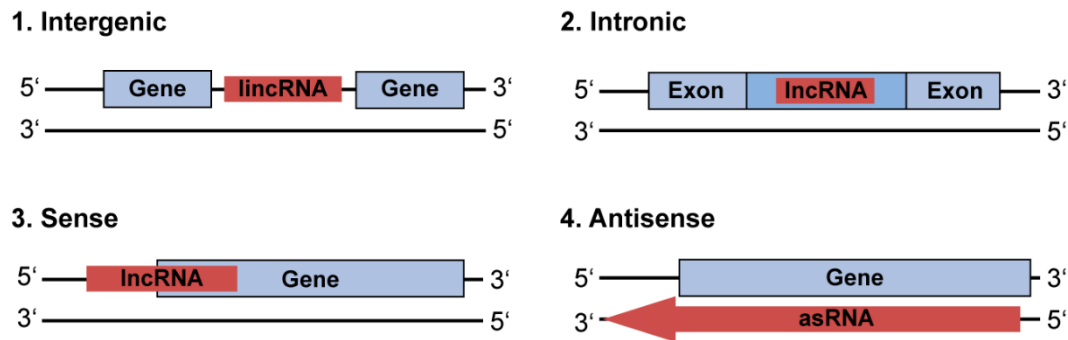 1. Intergenic
5‘ Gene lincRNA Gene 3‘
3‘ 5‘
2. Intronic
5‘ Exon lncRNA Exon 3‘
3‘ 5‘
3. Sense
5‘ lncRNA Gene 3‘
3‘ 5‘
4. Antisense
5‘ Gene 3‘
3‘ asRNA 5‘